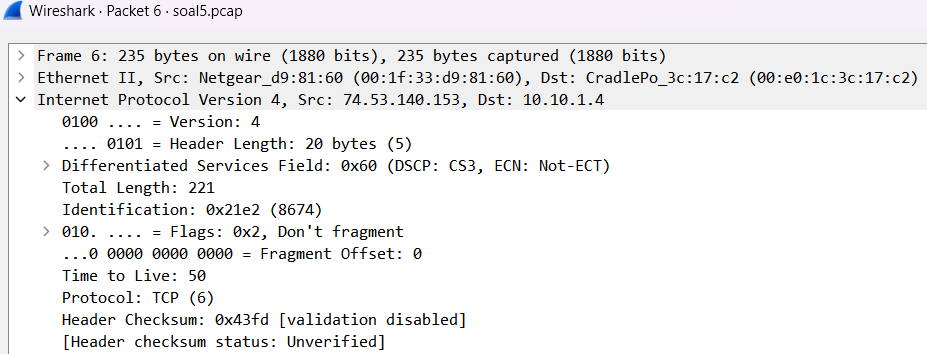 Wireshark · Packet 6 · soal5.pcap
Frame 6: 235 bytes on wire (1880 bits), 235 bytes captured (1880 bits)
Ethernet II, Src: Netgear_d9:81:60 (00:1f:33:d9:81:60), Dst: CradlePo_3c:17:c2 (00:e0:1c:3c:17:c2)
Internet Protocol Version 4, Src: 74.53.140.153, Dst: 10.10.1.4
0100 .... = Version: 4
.... 0101 = Header Length: 20 bytes (5)
Differentiated Services Field: 0x60 (DSCP: CS3, ECN: Not-ECT)
Total Length: 221
Identification: 0x21e2 (8674)
010. .... = Flags: 0x2, Don't fragment
...0 0000 0000 0000 = Fragment Offset: 0
Time to Live: 50
Protocol: TCP (6)
Header Checksum: 0x43fd [validation disabled]
[Header checksum status: Unverified]